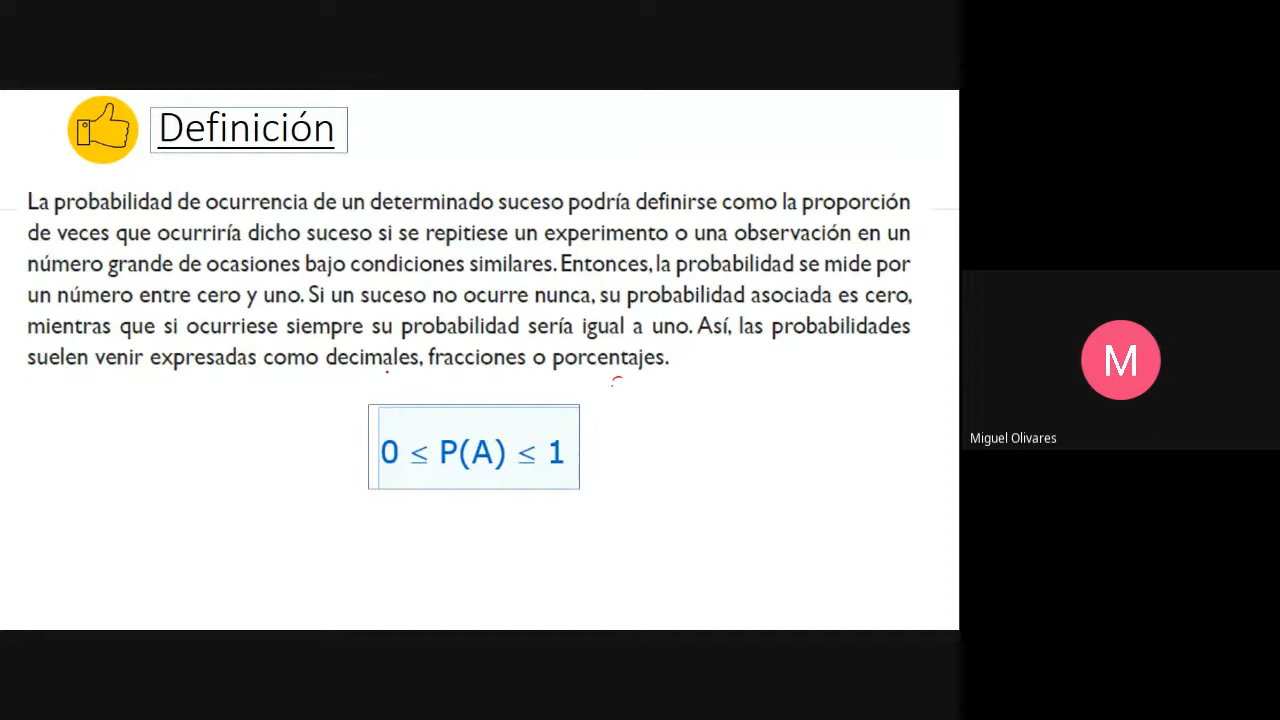 Definición
La probabilidad de ocurrencia de un determinado suceso podría definirse como la proporción
de veces que ocurriría dicho suceso si se repitiese un experimento o una observación en un
número grande de ocasiones bajo condiciones similares. Entonces, la probabilidad se mide por
un número entre cero y uno. Si un suceso no ocurre nunca, su probabilidad asociada es cero,
mientras que si ocurriese siempre su probabilidad sería igual a uno. Así, las probabilidades
suelen venir expresadas como decimales, fracciones o porcentajes.
0 ≤ P(A) ≤ 1
M
Miguel Olivares